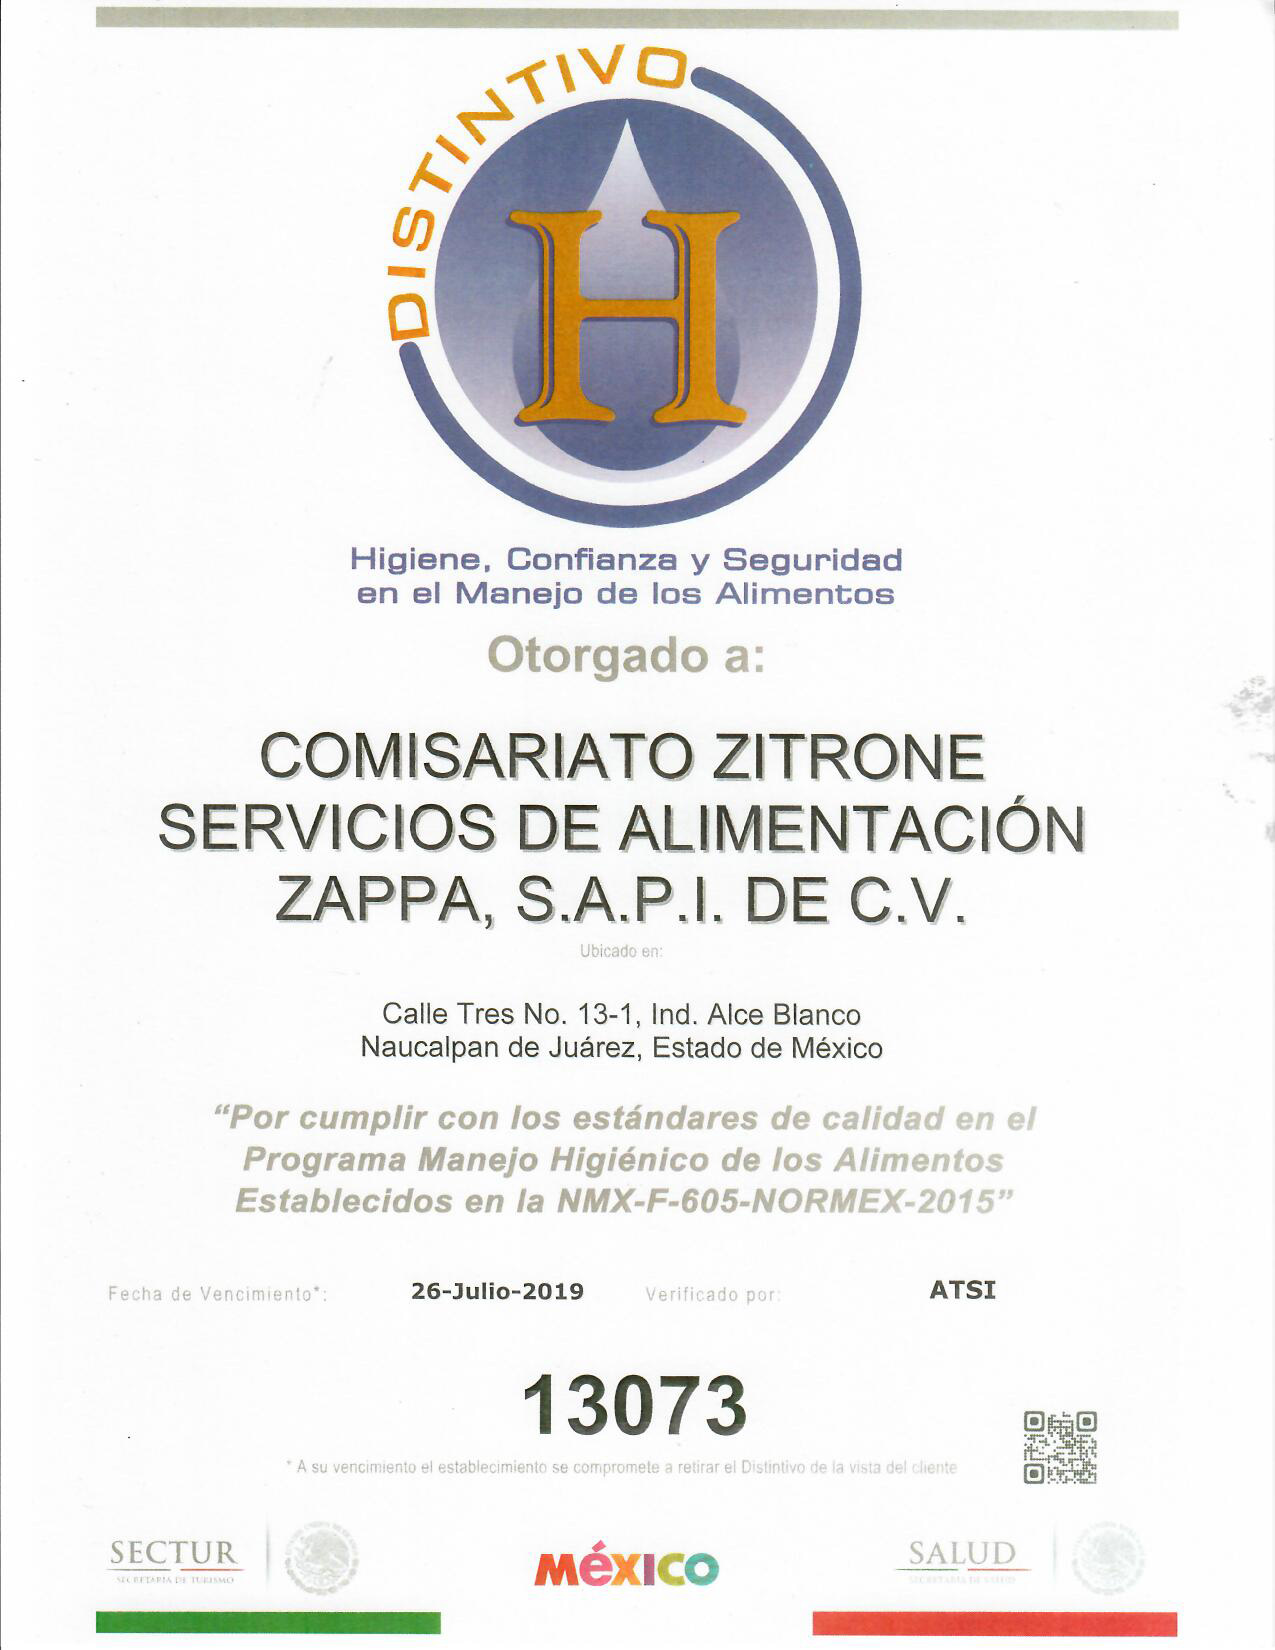 DISTINTIVO
H
Higiene, Confianza y Seguridad
en el Manejo de los Alimentos
Otorgado a:
COMISARIATO ZITRONE
SERVICIOS DE ALIMENTACIÓN
ZAPPA, S.A.P.I. DE C.V.
Ubicado en:
Calle Tres No. 13-1, Ind. Alce Blanco
Naucalpan de Juárez, Estado de México
“Por cumplir con los estándares de calidad en el
Programa Manejo Higiénico de los Alimentos
Establecidos en la NMX-F-605-NORMEX-2015”
Fecha de Vencimiento*: 26-Julio-2019 Verificado por: ATSI
13073
* A su vencimiento el establecimiento se compromete a retirar el Distintivo de la vista del cliente
SECTUR
SECRETARÍA DE TURISMO
MéXICO
SALUD
SECRETARÍA DE SALUD